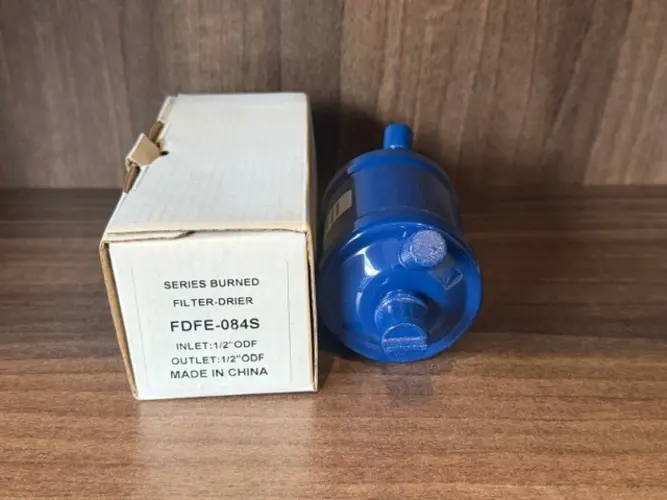 SERIES BURNED
FILTER-DRIER
FDFE-084S
INLET:1/2"ODF
OUTLET:1/2"ODF
MADE IN CHINA